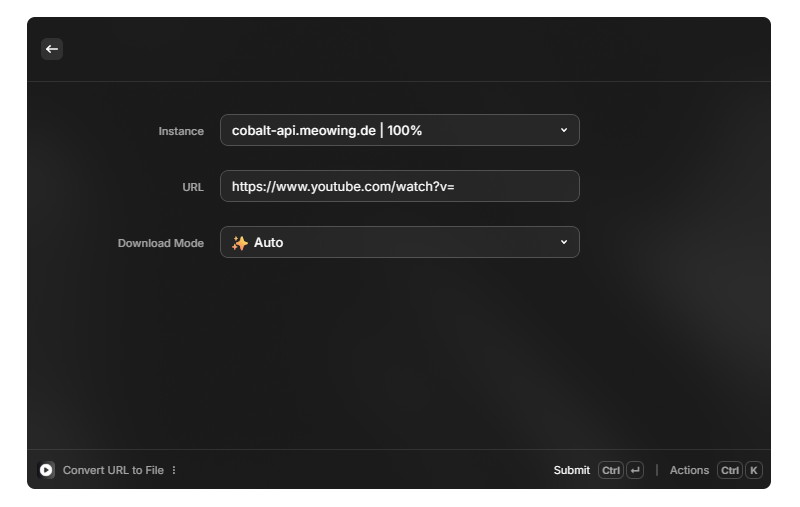 Instance cobalt-api.meowing.de | 100%
URL https://www.youtube.com/watch?v=
Download Mode ✨ Auto
Convert URL to File Submit Ctrl ↵ | Actions Ctrl K